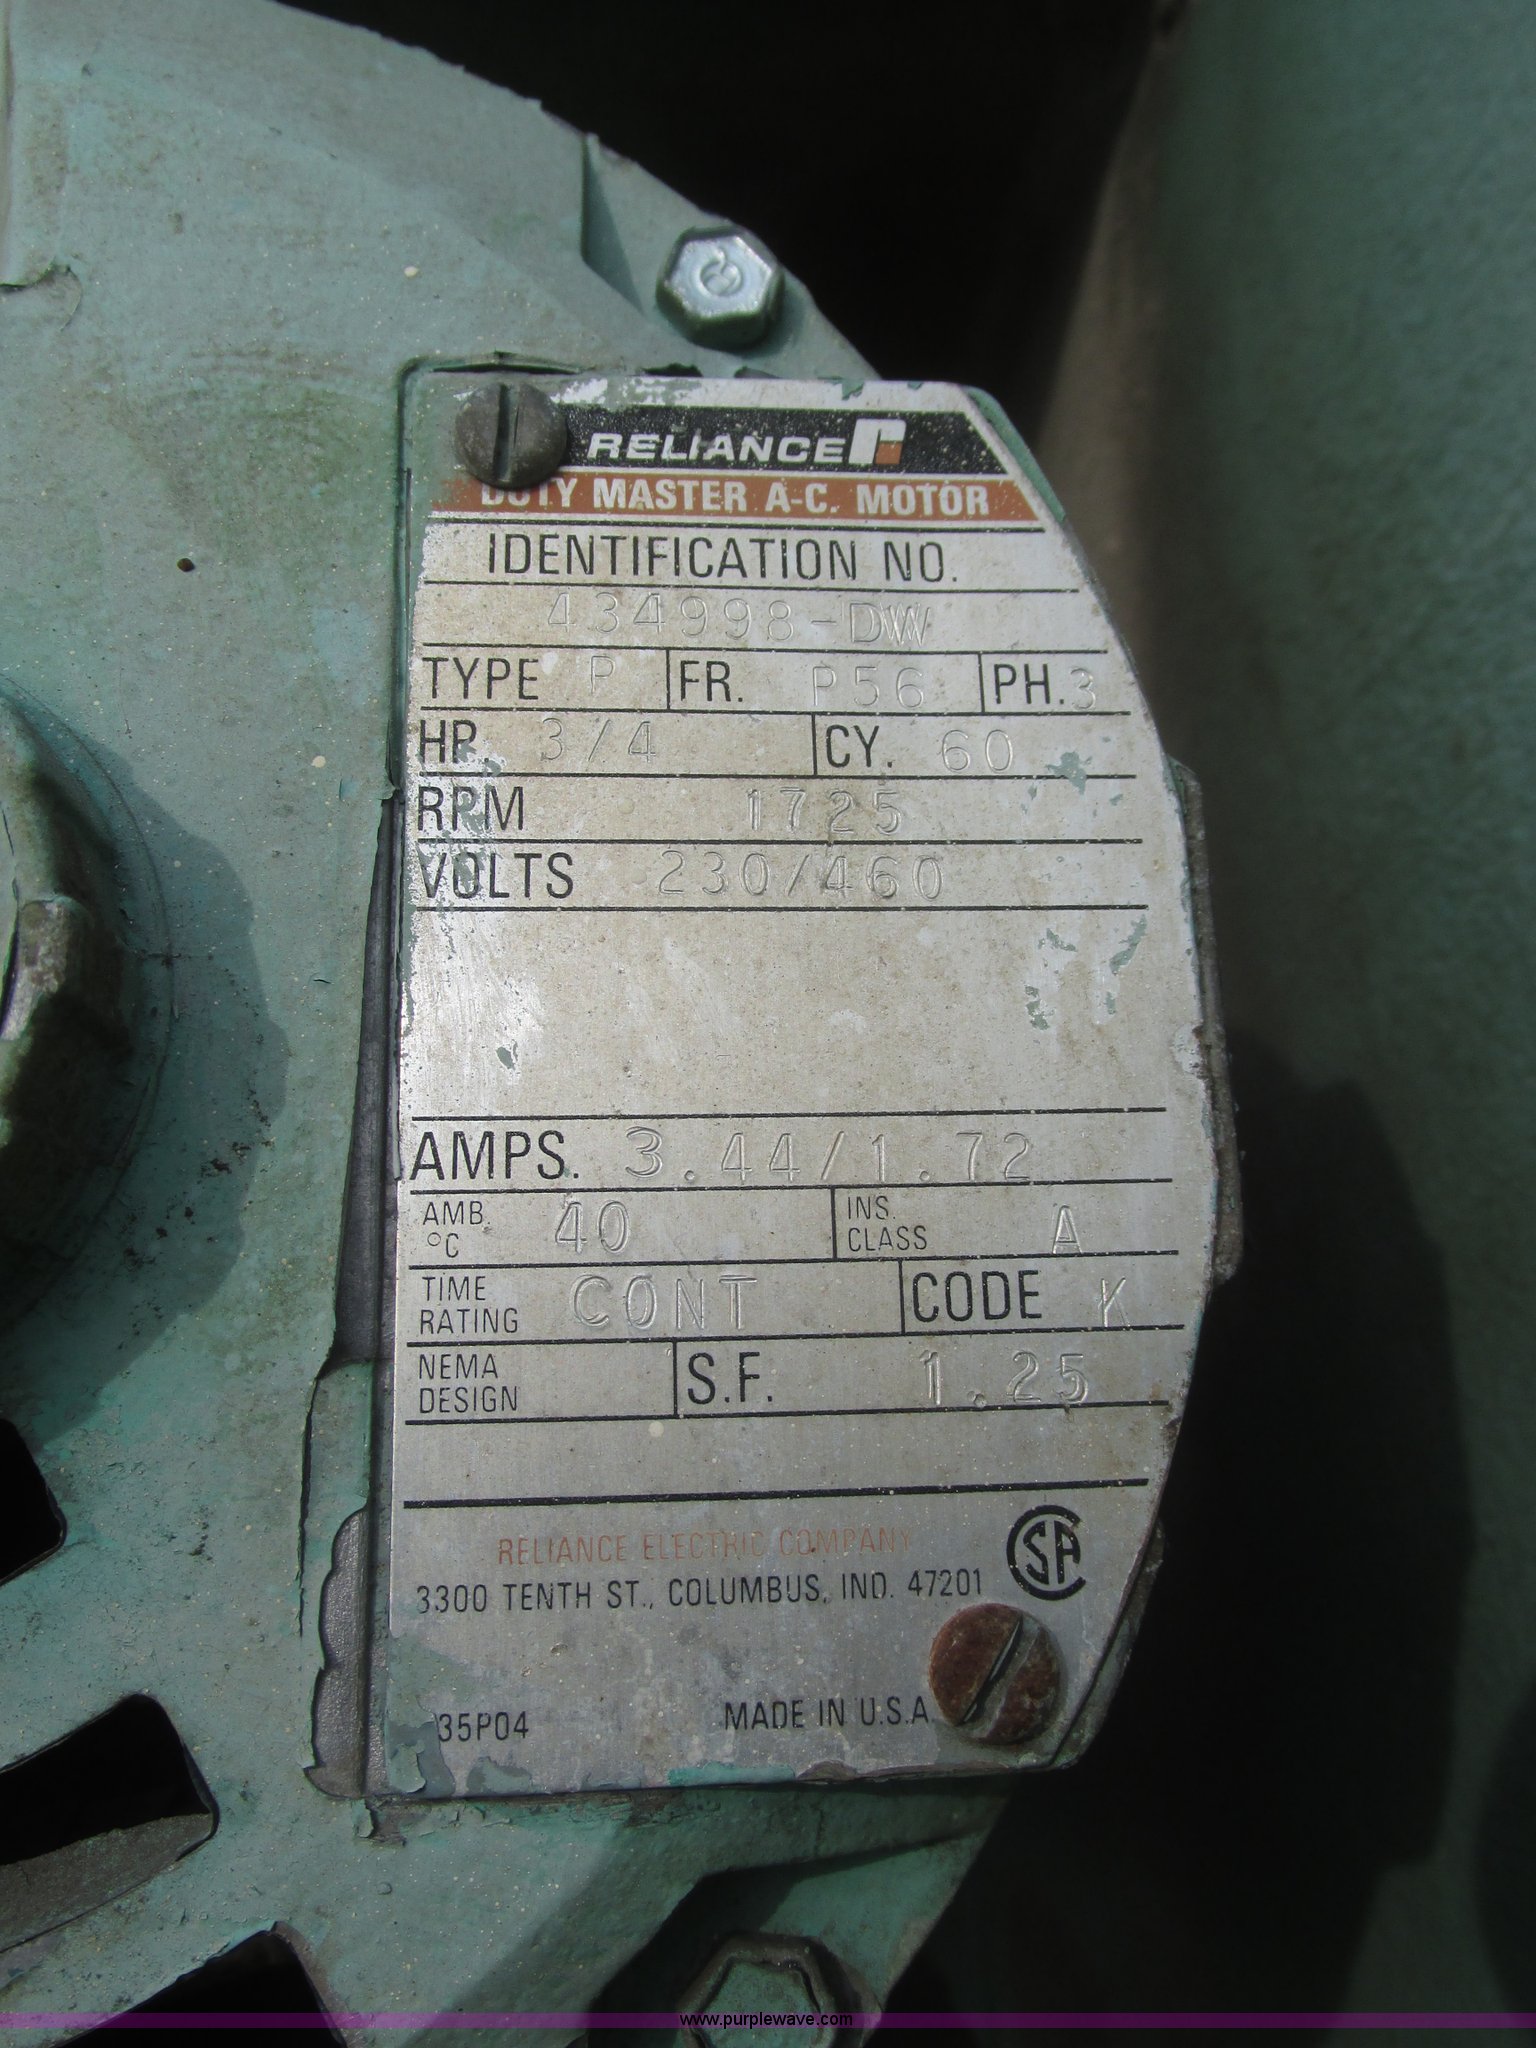 RELIANCE
DUTY MASTER A-C. MOTOR
IDENTIFICATION NO.
434998-DW
TYPE P FR. P56 PH. 3
HP. 3/4 CY. 60
RPM 1725
VOLTS 230/460
AMPS. 3.44/1.72
AMB. °C 40 INS. CLASS A
TIME RATING CONT CODE K
NEMA DESIGN S.F. 1.25
RELIANCE ELECTRIC COMPANY
3300 TENTH ST., COLUMBUS, IND. 47201
SA
35P04 MADE IN U.S.A.
www.purplewave.com